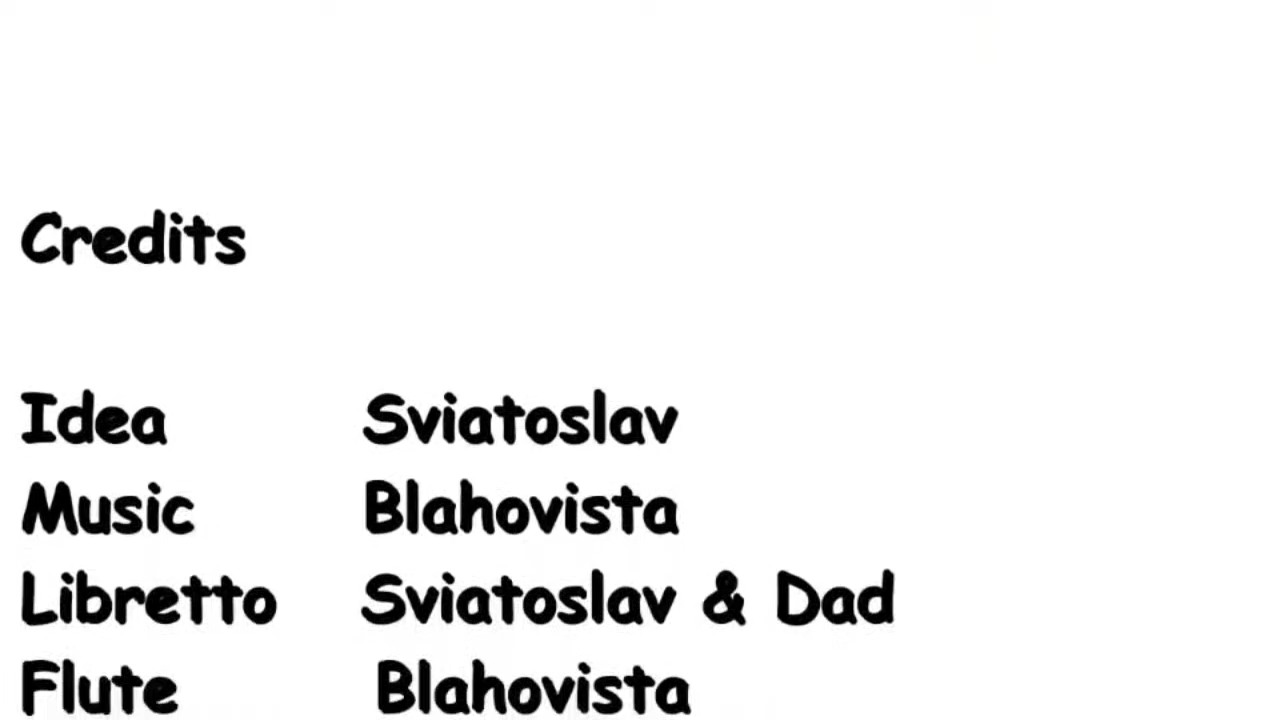 Credits
Idea Sviatoslav
Music Blahovista
Libretto Sviatoslav & Dad
Flute Blahovista